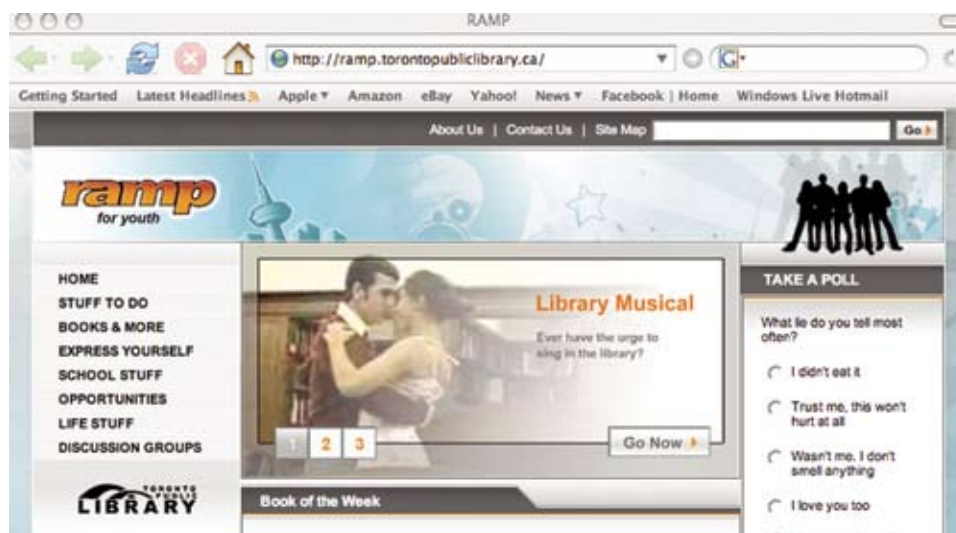 RAMP
http://ramp.torontopubliclibrary.ca/
G
Getting Started Latest Headlines Apple Amazon eBay Yahoo! News Facebook | Home Windows Live Hotmail
About Us | Contact Us | Site Map Go
ramp
for youth
HOME
STUFF TO DO
BOOKS & MORE
EXPRESS YOURSELF
SCHOOL STUFF
OPPORTUNITIES
LIFE STUFF
DISCUSSION GROUPS
TORONTO
PUBLIC
LIBRARY
Library Musical
Ever have the urge to
sing in the library?
1 2 3
Go Now
Book of the Week
TAKE A POLL
What lie do you tell most
often?
I didn't eat it
Trust me, this won't
hurt at all
Wasn't me. I don't
smell anything
I love you too